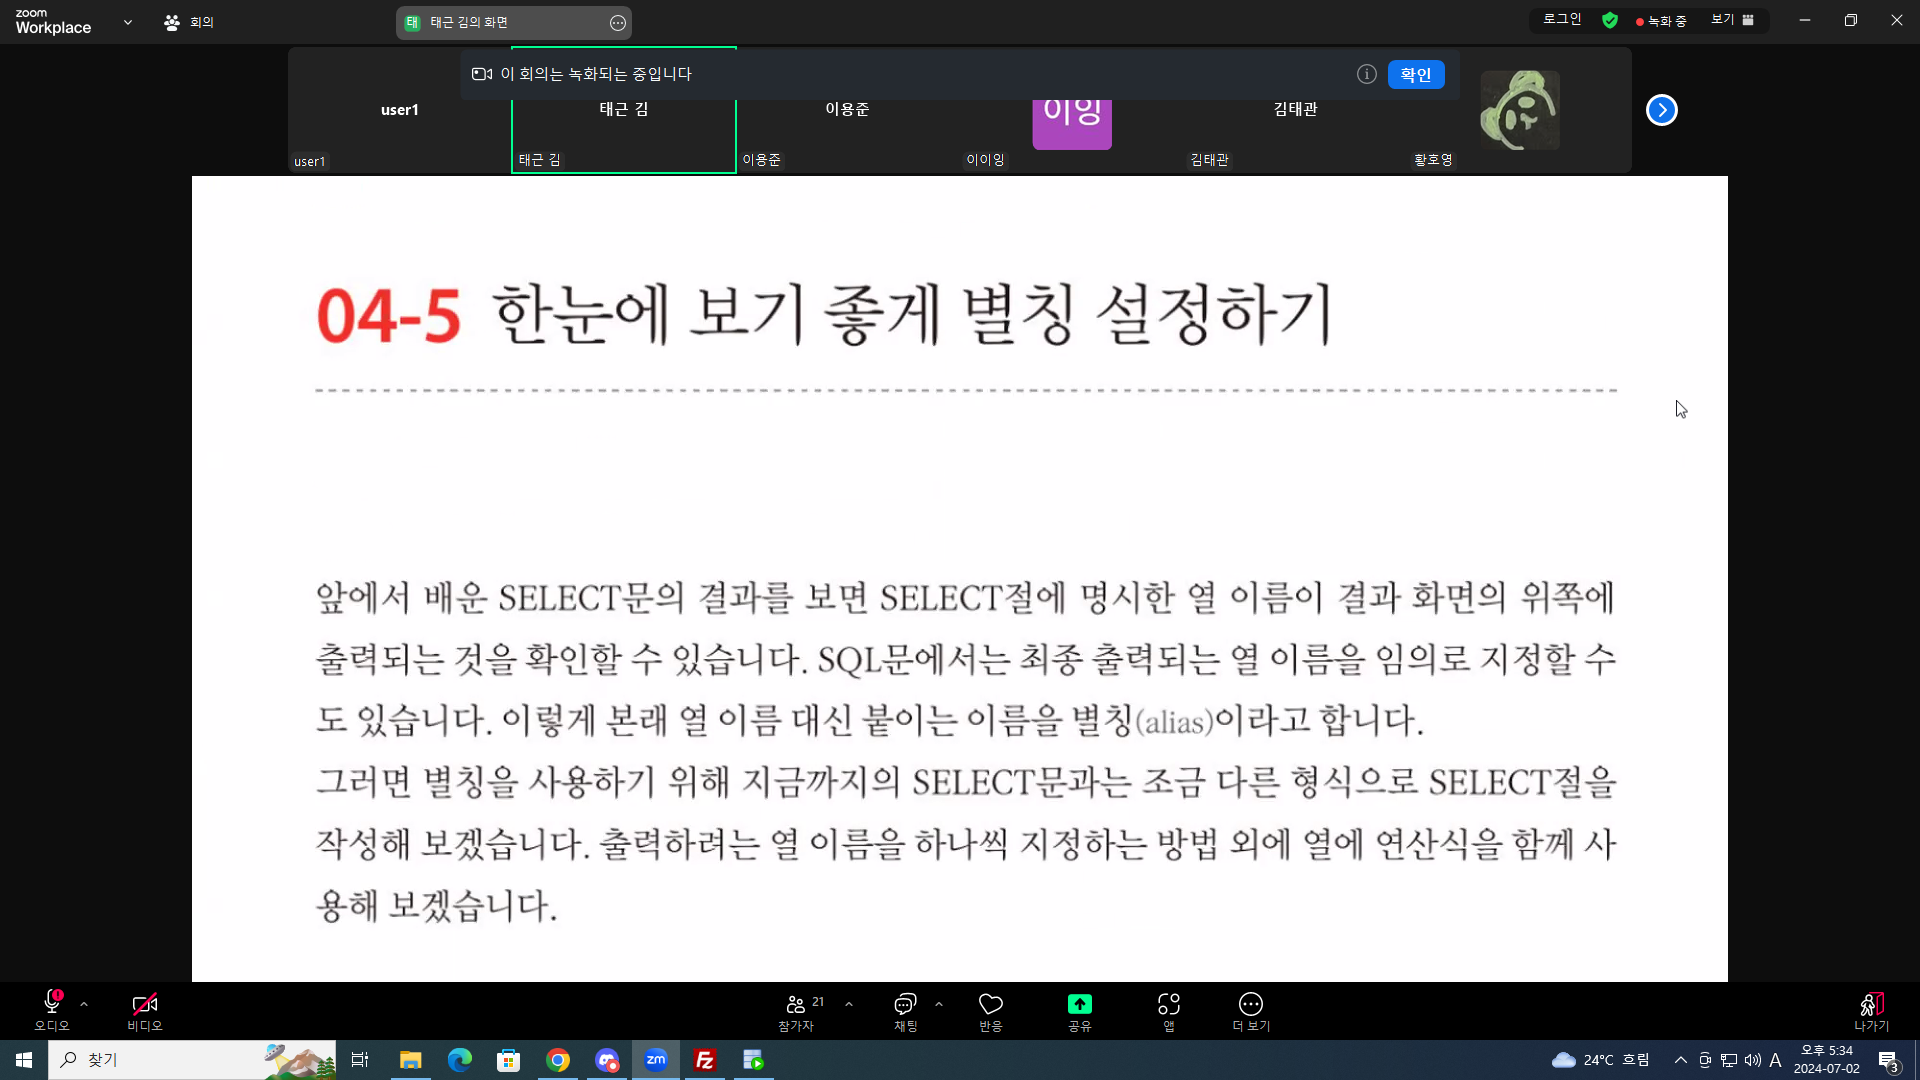 zoom
Workplace
회의
태 태근 김의 화면
로그인
녹화 중
보기
이 회의는 녹화되는 중입니다
확인
user1
태근 김
이용준
이잉
김태관
user1
태근 김
이용준
이이잉
김태관
황호영
04-5 한눈에 보기 좋게 별칭 설정하기
앞에서 배운 SELECT문의 결과를 보면 SELECT절에 명시한 열 이름이 결과 화면의 위쪽에
출력되는 것을 확인할 수 있습니다. SQL문에서는 최종 출력되는 열 이름을 임의로 지정할 수
도 있습니다. 이렇게 본래 열 이름 대신 붙이는 이름을 별칭(alias)이라고 합니다.
그러면 별칭을 사용하기 위해 지금까지의 SELECT문과는 조금 다른 형식으로 SELECT절을
작성해 보겠습니다. 출력하려는 열 이름을 하나씩 지정하는 방법 외에 열에 연산식을 함께 사
용해 보겠습니다.
오디오
비디오
참가자
21
채팅
반응
공유
앱
더 보기
나가기
찾기
zm
Fz
24°C 흐림
A
오후 5:34
2024-07-02
3